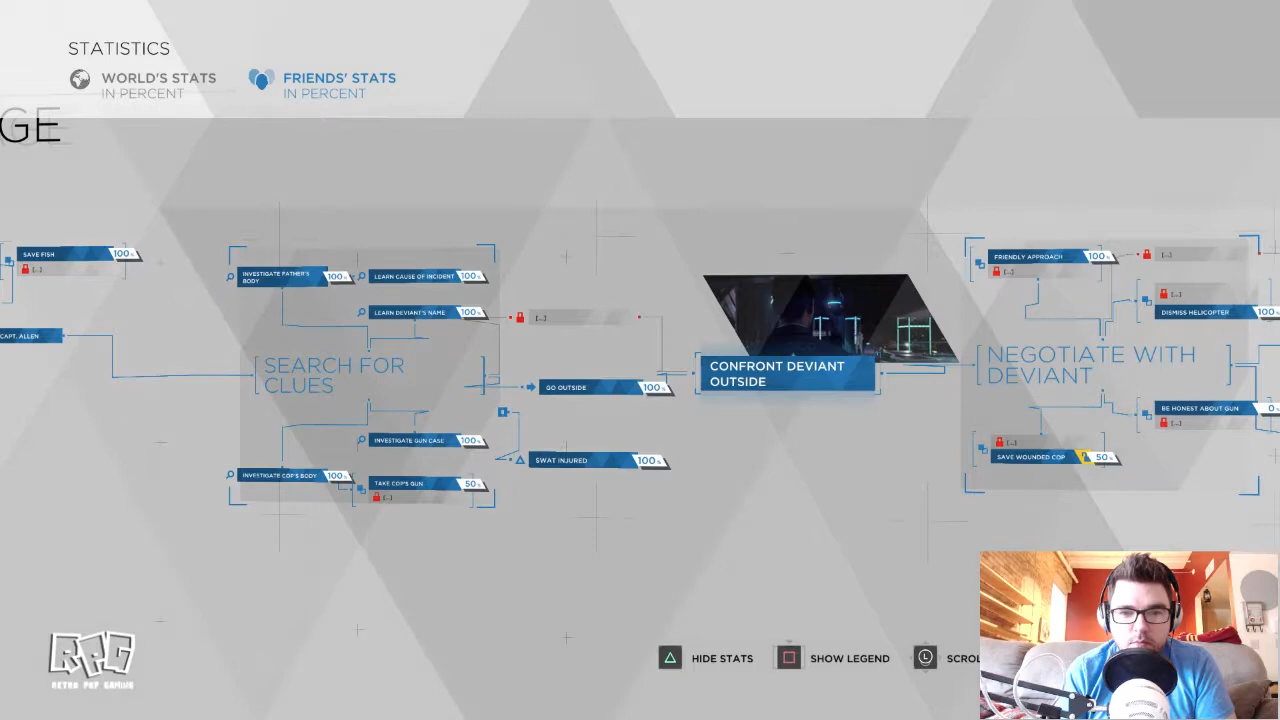 STATISTICS
WORLD'S STATS
IN PERCENT
FRIENDS' STATS
IN PERCENT
GE
SAVE FISH 100%
[...]
CAPT. ALLEN
INVESTIGATE FATHER'S
BODY 100%
LEARN CAUSE OF INCIDENT 100%
LEARN DEVIANT'S NAME 100%
[...]
SEARCH FOR
CLUES
GO OUTSIDE 100%
INVESTIGATE GUN CASE 100%
SWAT INJURED 100%
INVESTIGATE COP'S BODY 100%
TAKE COP'S GUN 50%
[...]
CONFRONT DEVIANT
OUTSIDE
FRIENDLY APPROACH 100%
[...]
[...]
[...]
DISMISS HELICOPTER 100%
NEGOTIATE WITH
DEVIANT
BE HONEST ABOUT GUN 0%
[...]
[...]
SAVE WOUNDED COP 50%
RPG
RETRO POP GAMING
HIDE STATS
SHOW LEGEND
L
SCROL